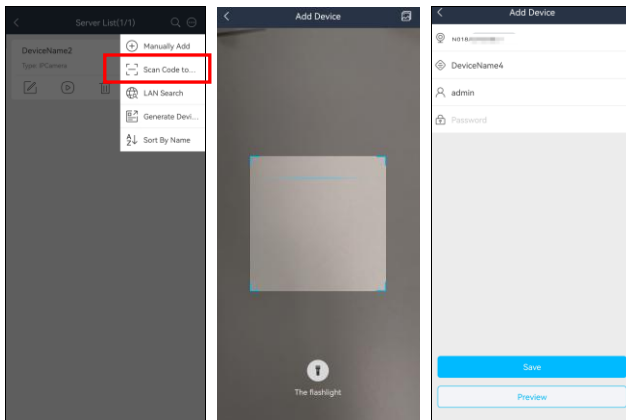 Server List(1/1)
DeviceName2
Type: IPCamera
Manually Add
Scan Code to...
LAN Search
Generate Devi...
Sort By Name
Add Device
The flashlight
Add Device
DeviceName4
admin
Password
Save
Preview